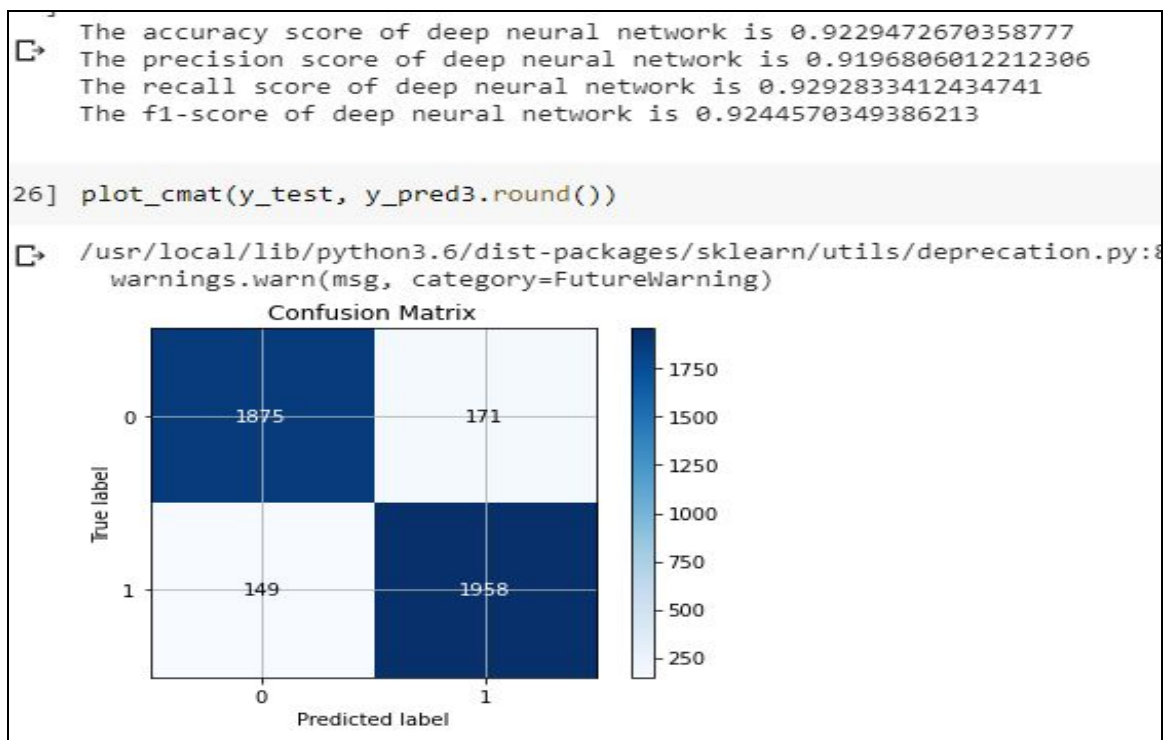 The accuracy score of deep neural network is 0.9229472670358777
The precision score of deep neural network is 0.9196806012212306
The recall score of deep neural network is 0.9292833412434741
The f1-score of deep neural network is 0.9244570349386213
26] plot_cmat(y_test, y_pred3.round())
/usr/local/lib/python3.6/dist-packages/sklearn/utils/deprecation.py:
warnings.warn(msg, category=FutureWarning)
Confusion Matrix
1750
0 1875 171
1500
1250
True label
1000
750
1 149 1958
500
250
0 1
Predicted label